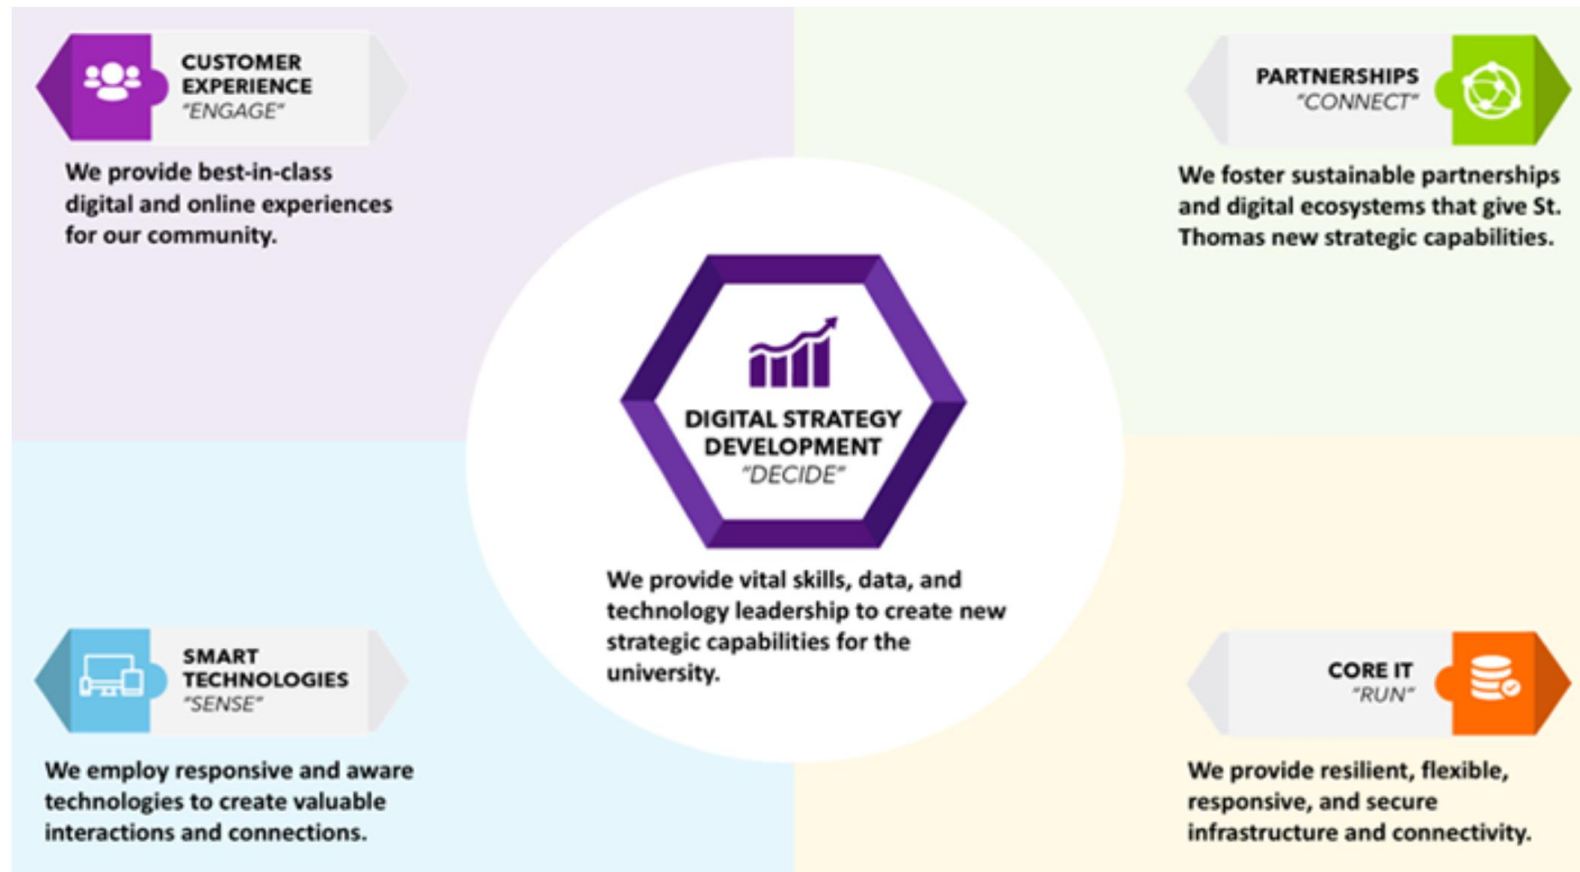 CUSTOMER
EXPERIENCE
"ENGAGE"
We provide best-in-class
digital and online experiences
for our community.
PARTNERSHIPS
"CONNECT"
We foster sustainable partnerships
and digital ecosystems that give St.
Thomas new strategic capabilities.
DIGITAL STRATEGY
DEVELOPMENT
"DECIDE"
We provide vital skills, data, and
technology leadership to create new
strategic capabilities for the
university.
SMART
TECHNOLOGIES
"SENSE"
We employ responsive and aware
technologies to create valuable
interactions and connections.
CORE IT
"RUN"
We provide resilient, flexible,
responsive, and secure
infrastructure and connectivity.